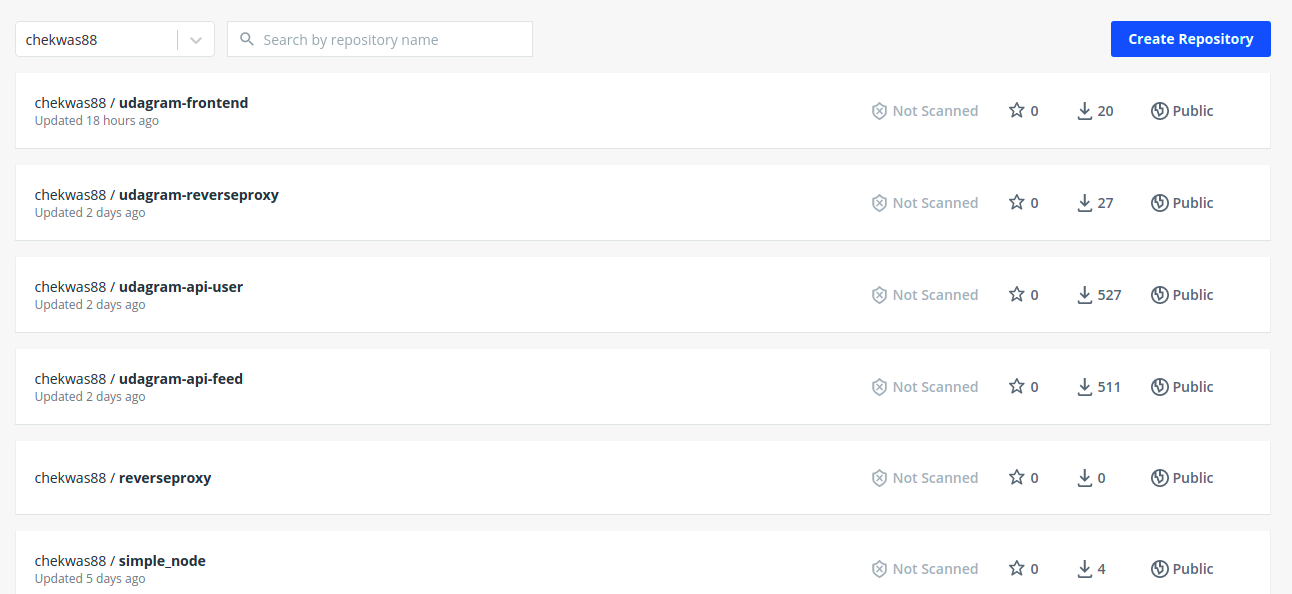 chekwas88
Search by repository name
Create Repository
chekwas88 / udagram-frontend
Updated 18 hours ago
Not Scanned
0
20
Public
chekwas88 / udagram-reverseproxy
Updated 2 days ago
Not Scanned
0
27
Public
chekwas88 / udagram-api-user
Updated 2 days ago
Not Scanned
0
527
Public
chekwas88 / udagram-api-feed
Updated 2 days ago
Not Scanned
0
511
Public
chekwas88 / reverseproxy
Not Scanned
0
0
Public
chekwas88 / simple_node
Updated 5 days ago
Not Scanned
0
4
Public